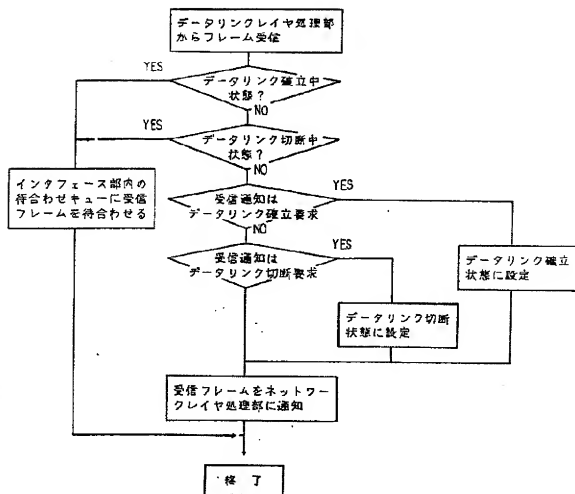 データリンクレイヤ処理部
からフレーム受信
YES
データリンク確立中
状態?
NO
YES
データリンク切断中
状態?
NO
インタフェース部内の
待合わせキューに受信
フレームを待合わせる
受信通知は
データリンク確立要求
YES
NO
受信通知は
データリンク切断要求
YES
データリンク確立
状態に設定
データリンク切断
状態に設定
受信フレームをネットワー
クレイヤ処理部に通知
終了